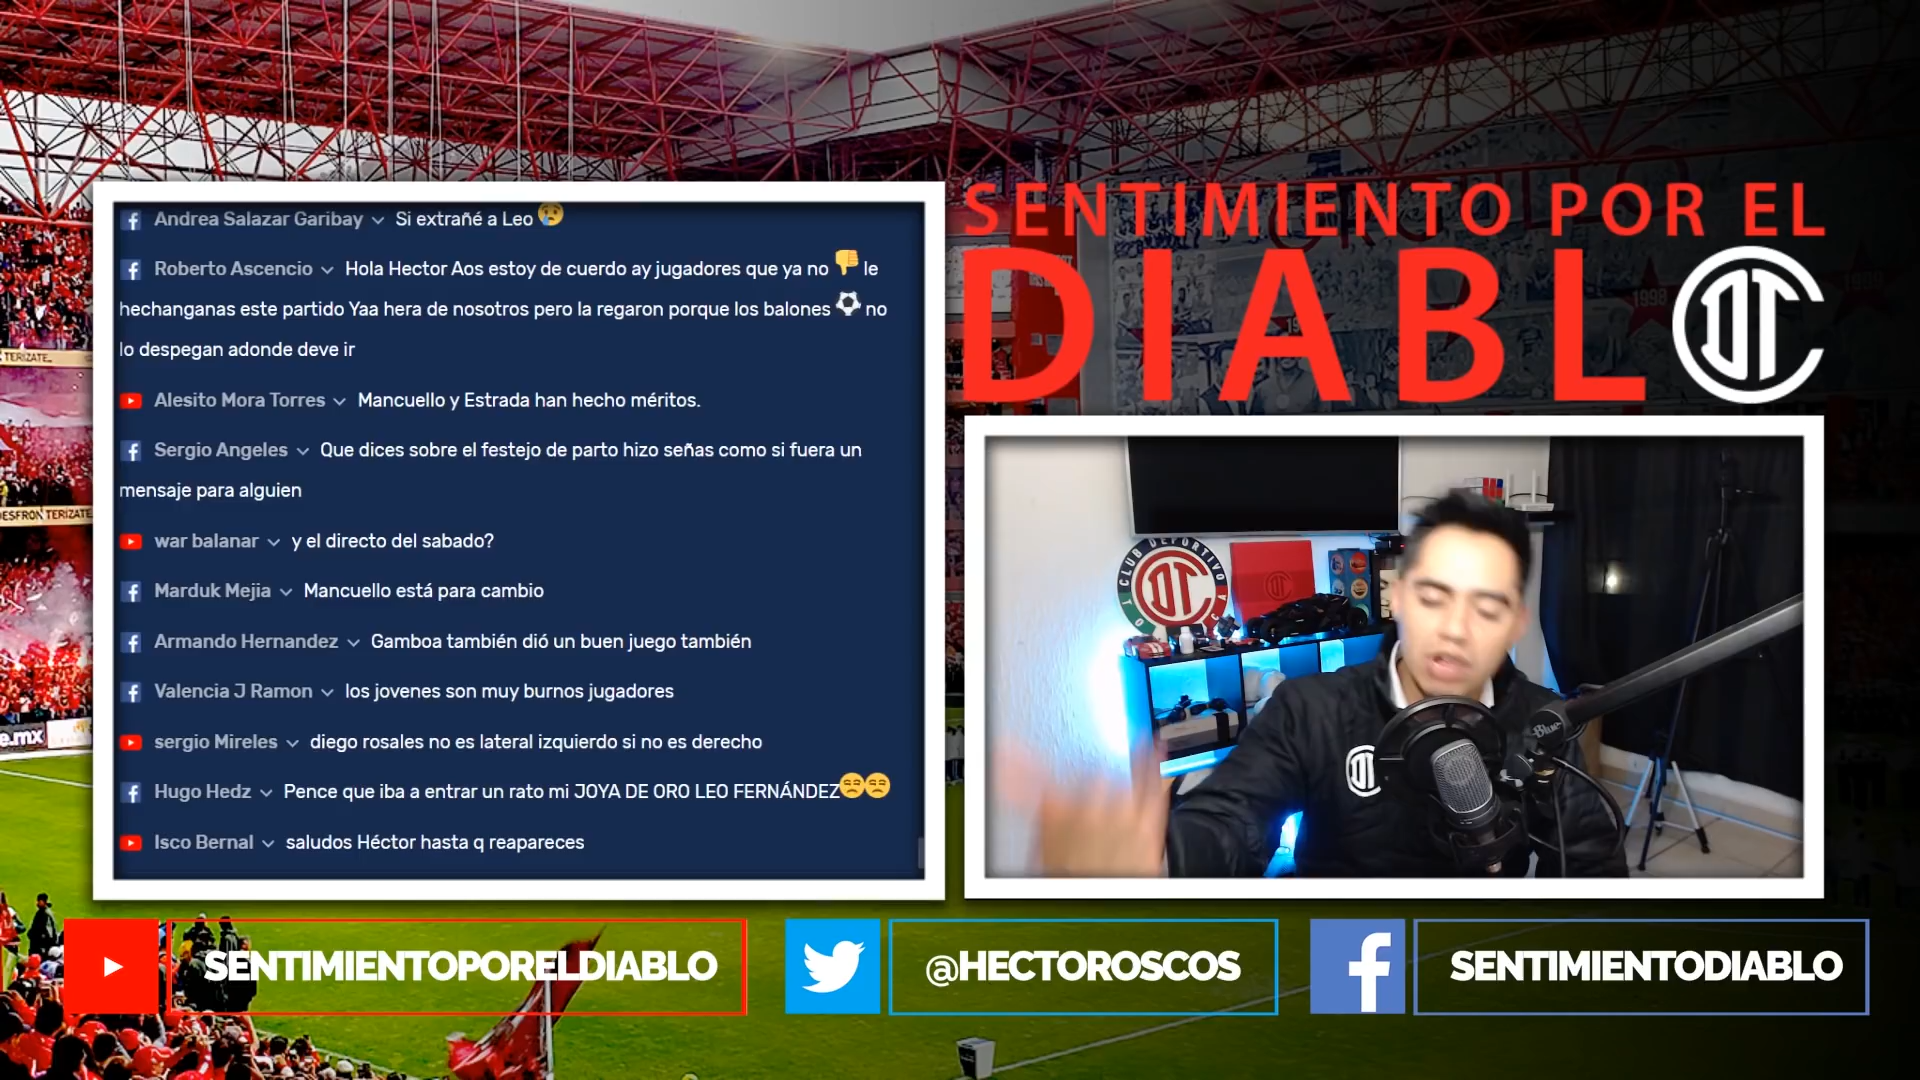 Andrea Salazar Garibay Si extrañé a Leo
Roberto Ascencio Hola Hector Aos estoy de cuerdo ay jugadores que ya no le
hechanganas este partido Yaa hera de nosotros pero la regaron porque los balones no
lo despegan adonde deve ir
Alesito Mora Torres Mancuello y Estrada han hecho méritos.
Sergio Angeles Que dices sobre el festejo de parto hizo señas como si fuera un
mensaje para alguien
war balanar y el directo del sabado?
Marduk Mejia Mancuello está para cambio
Armando Hernandez Gamboa también dió un buen juego también
Valencia J Ramon los jovenes son muy burnos jugadores
sergio Mireles diego rosales no es lateral izquierdo si no es derecho
Hugo Hedz Pence que iba a entrar un rato mi JOYA DE ORO LEO FERNÁNDEZ
Isco Bernal saludos Héctor hasta q reapareces
SENTIMIENTO POR EL
DIABL
1998
CLUB DEPORTIVO
TERIZATE_
DESFRONTERIZATE_
e.mx
Blue
SENTIMIENTOPORELDIABLO
@HECTOROSCOS
SENTIMIENTODIABLO